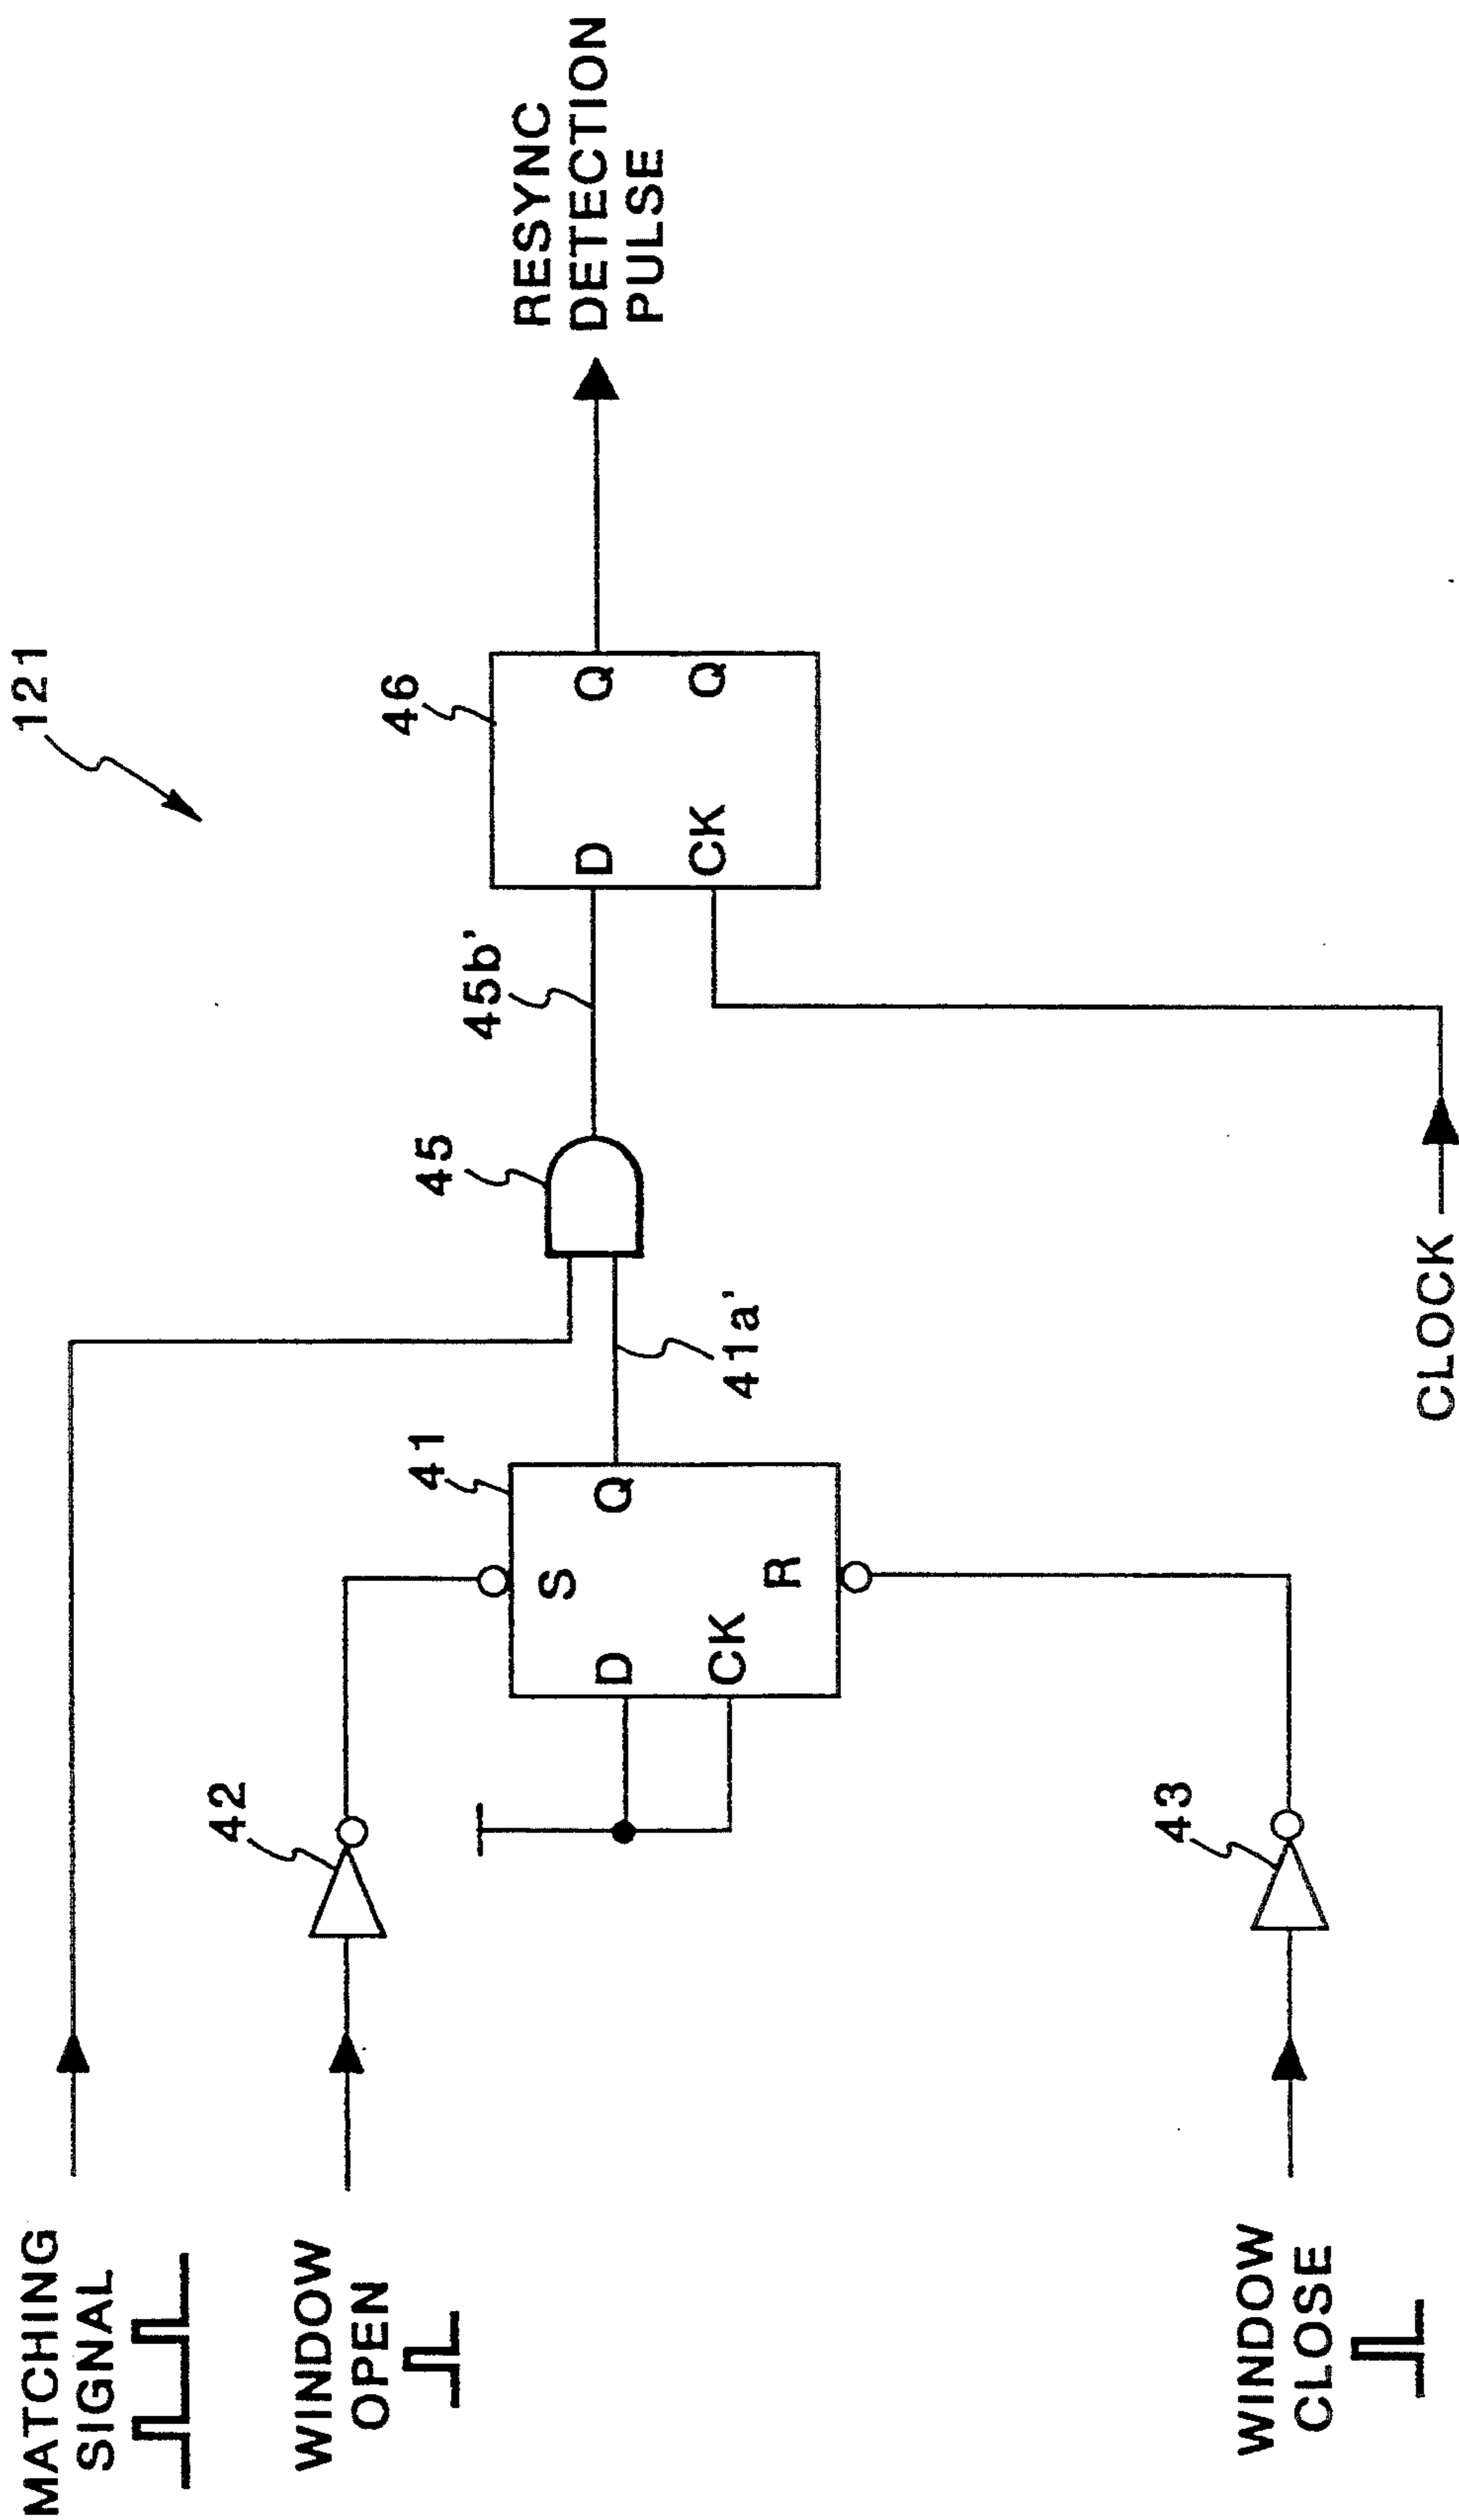 121
MATCHING
SIGNAL
WINDOW
OPEN
WINDOW
CLOSE
42
43
41
S
D
Q
CK
R
41a'
45
45b'
46
D
Q
CK
Q
CLOCK
RESYNC
DETECTION
PULSE